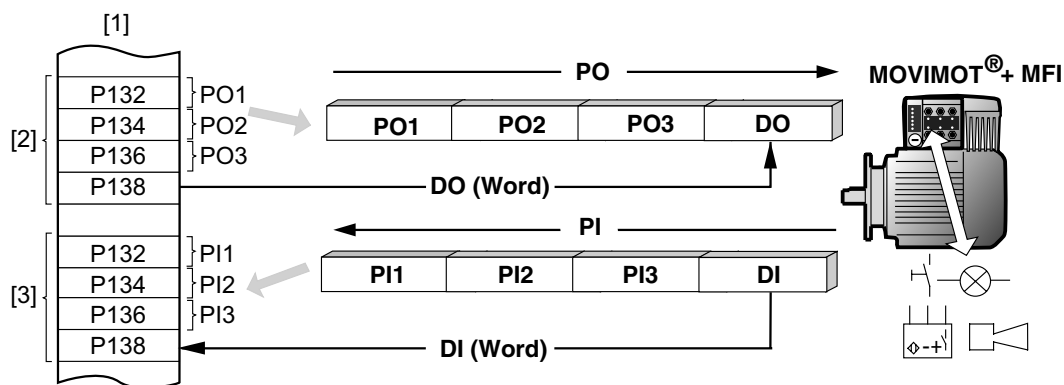 [1]
PO
MOVIMOT®+ MFI
P132 PO1
P134 PO2
P136 PO3
P138
[2]
PO1 PO2 PO3 DO
DO (Word)
PI
P132 PI1
P134 PI2
P136 PI3
P138
[3]
PI1 PI2 PI3 DI
DI (Word)